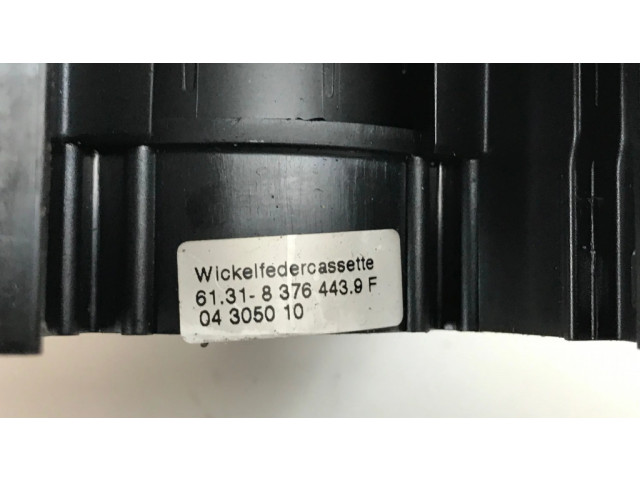 Wickelfedercassette
61.31- 8 376 443.9 F
04 3050 10